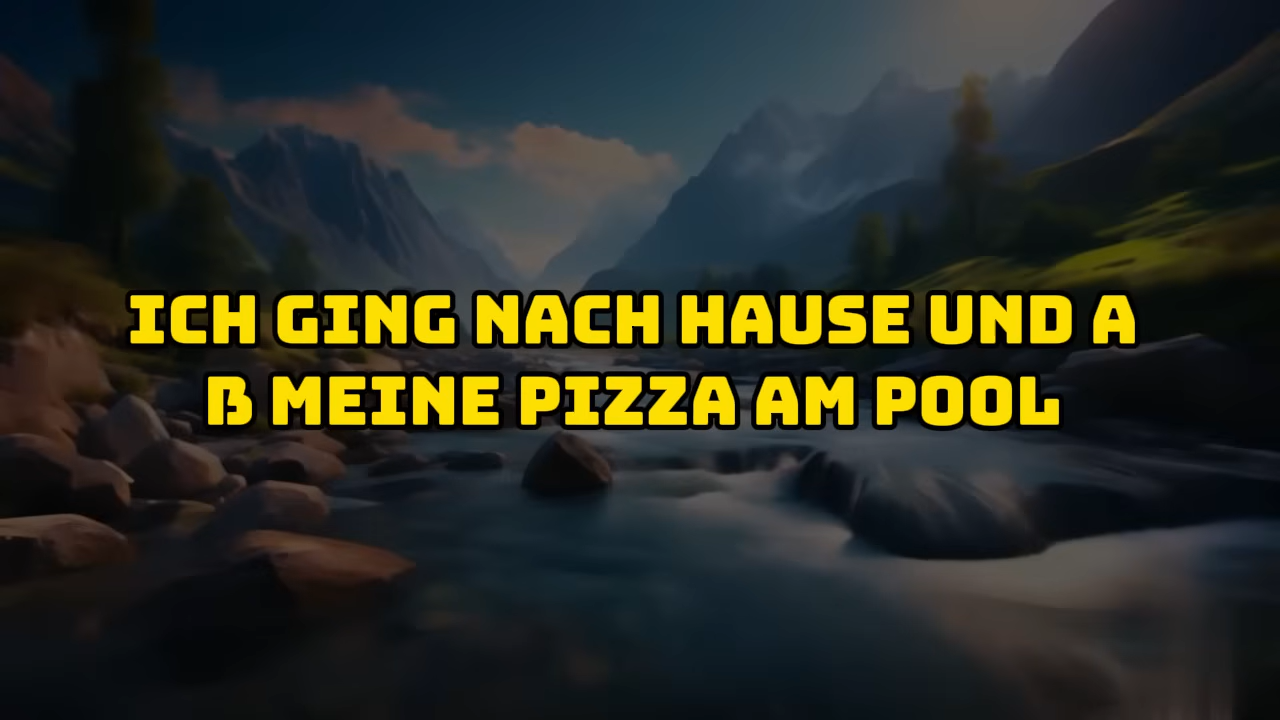 ICH GING NACH HAUSE UND A
ß MEINE PIZZA AM POOL